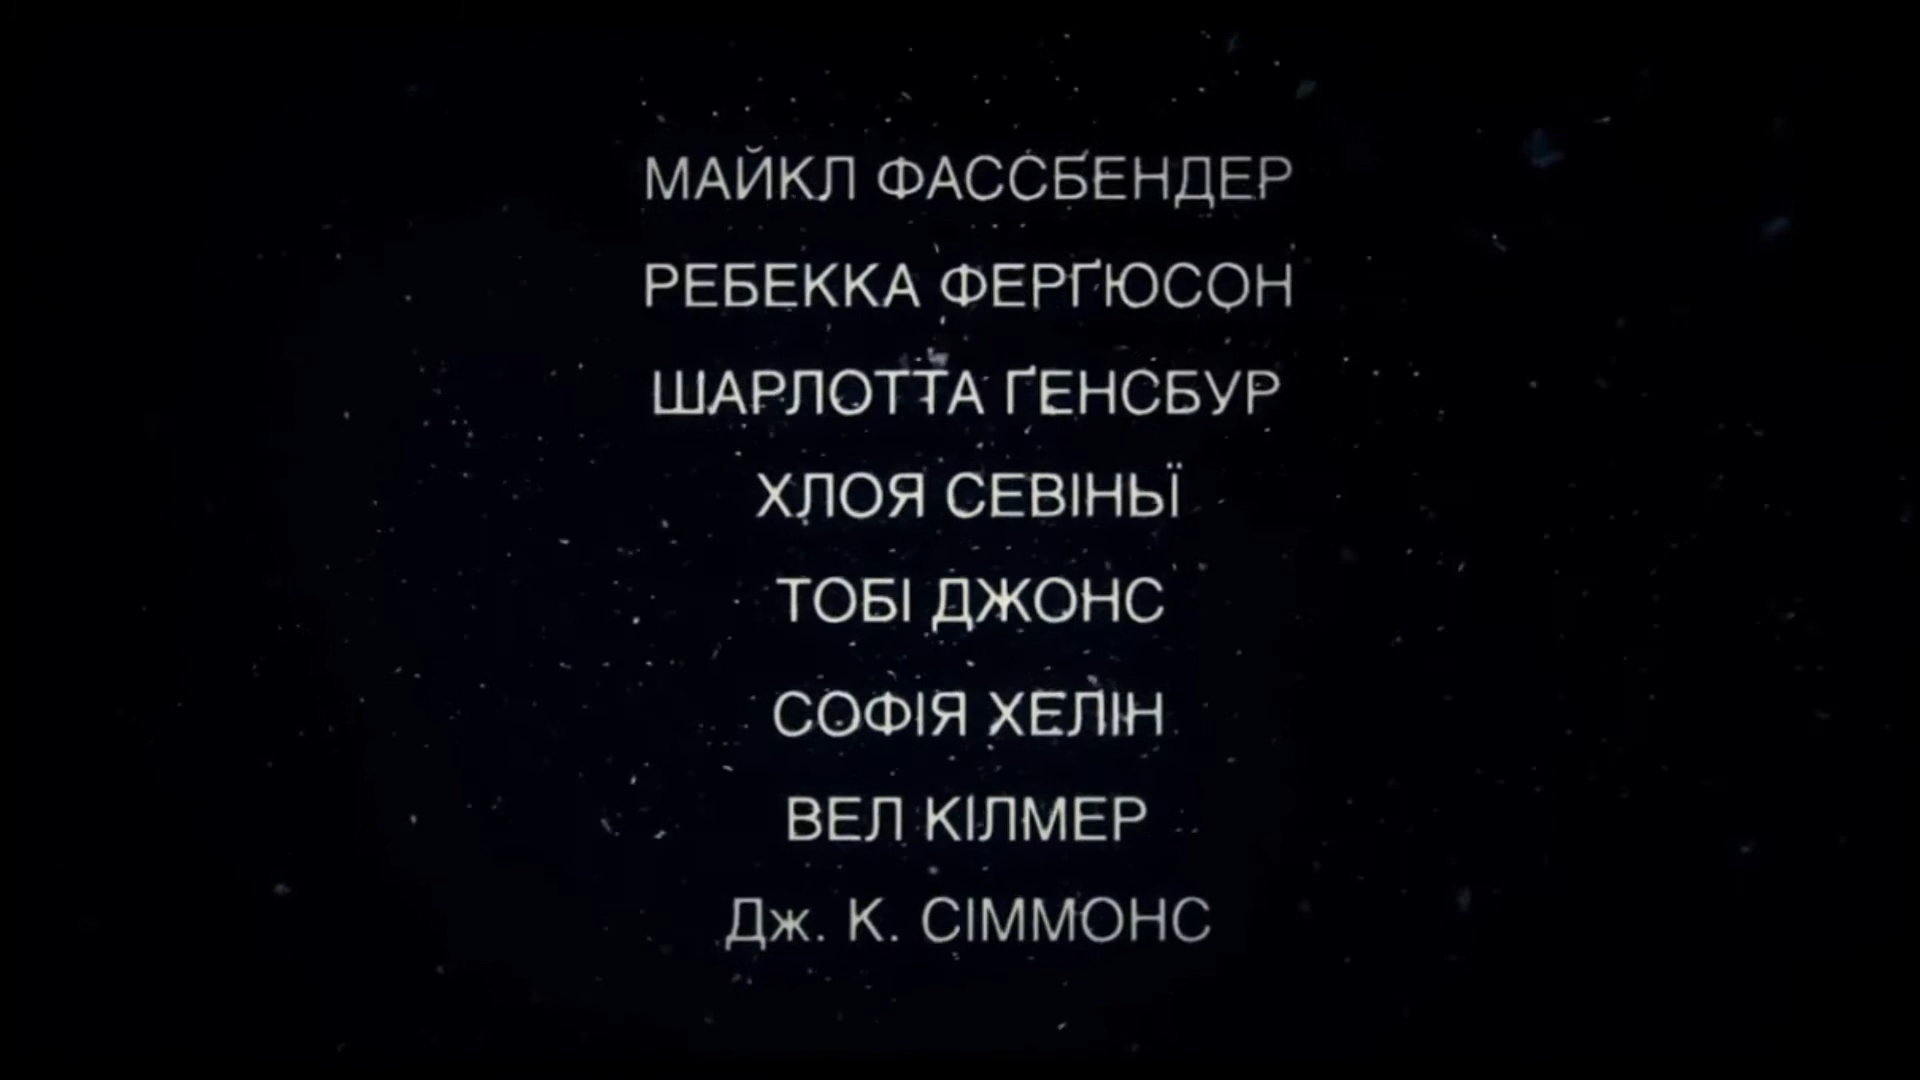 МАЙКЛ ФАССБЕНДЕР
РЕБЕККА ФЕРҐЮСОН
ШАРЛОТТА ҐЕНСБУР
ХЛОЯ СЕВІНЬЇ
ТОБІ ДЖОНС
СОФІЯ ХЕЛІН
ВЕЛ КІЛМЕР
Дж. К. СІММОНС